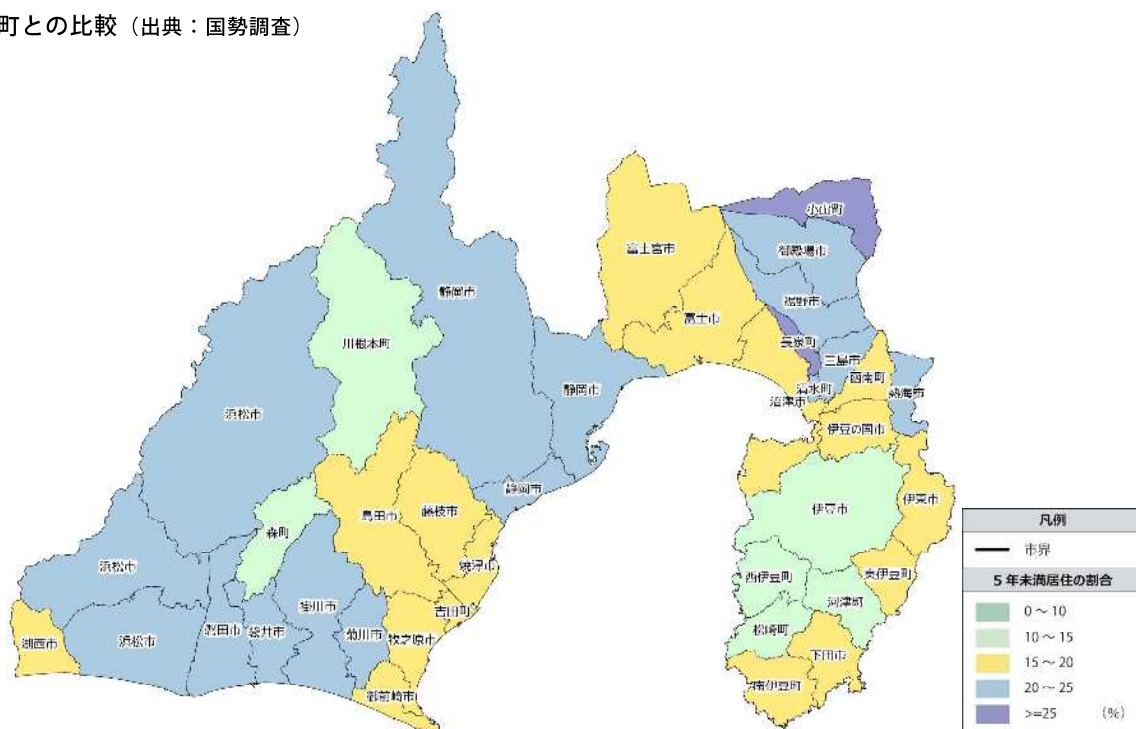 町との比較（出典：国勢調査）
小山町
富士宮市
御殿場市
静岡市
裾野市
富士市
川根本町
長泉町
三島市
函南町
静岡市
清水町
熱海市
沼津市
浜松市
伊豆の国市
静岡市
伊東市
島田市
藤枝市
伊豆市
森町
焼津市
浜松市
西伊豆町
東伊豆町
掛川市
吉田町
河津町
湖西市
浜松市
磐田市
袋井市
菊川市
牧之原市
松崎町
下田市
御前崎市
南伊豆町
凡例
市界
５年未満居住の割合
0～10
10～15
15～20
20～25
>=25 （%）